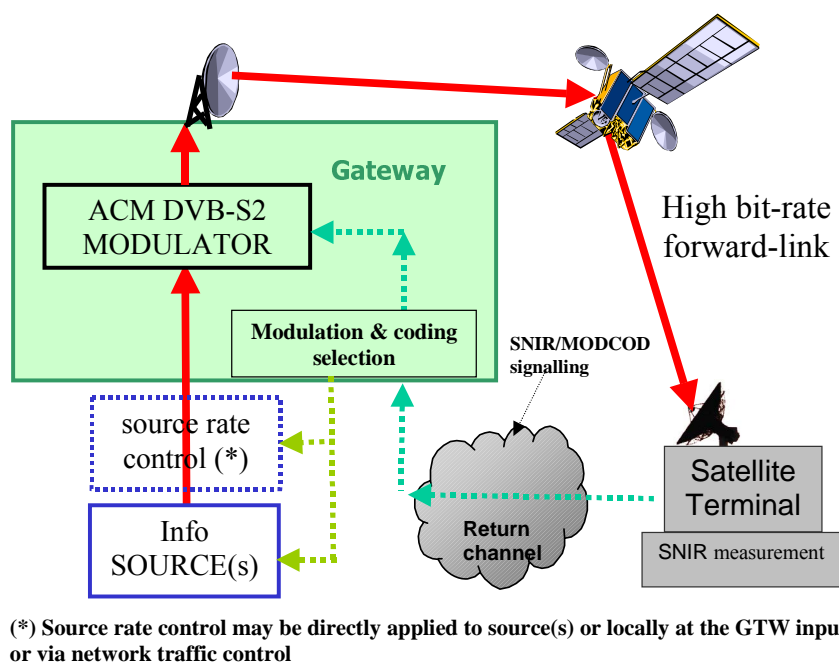 Gateway
ACM DVB-S2
MODULATOR
High bit-rate
forward-link
Modulation & coding
selection
SNIR/MODCOD
signalling
source rate
control (*)
Satellite
Terminal
Info
SOURCE(s)
Return
channel
SNIR measurement
(*) Source rate control may be directly applied to source(s) or locally at the GTW inpu
or via network traffic control